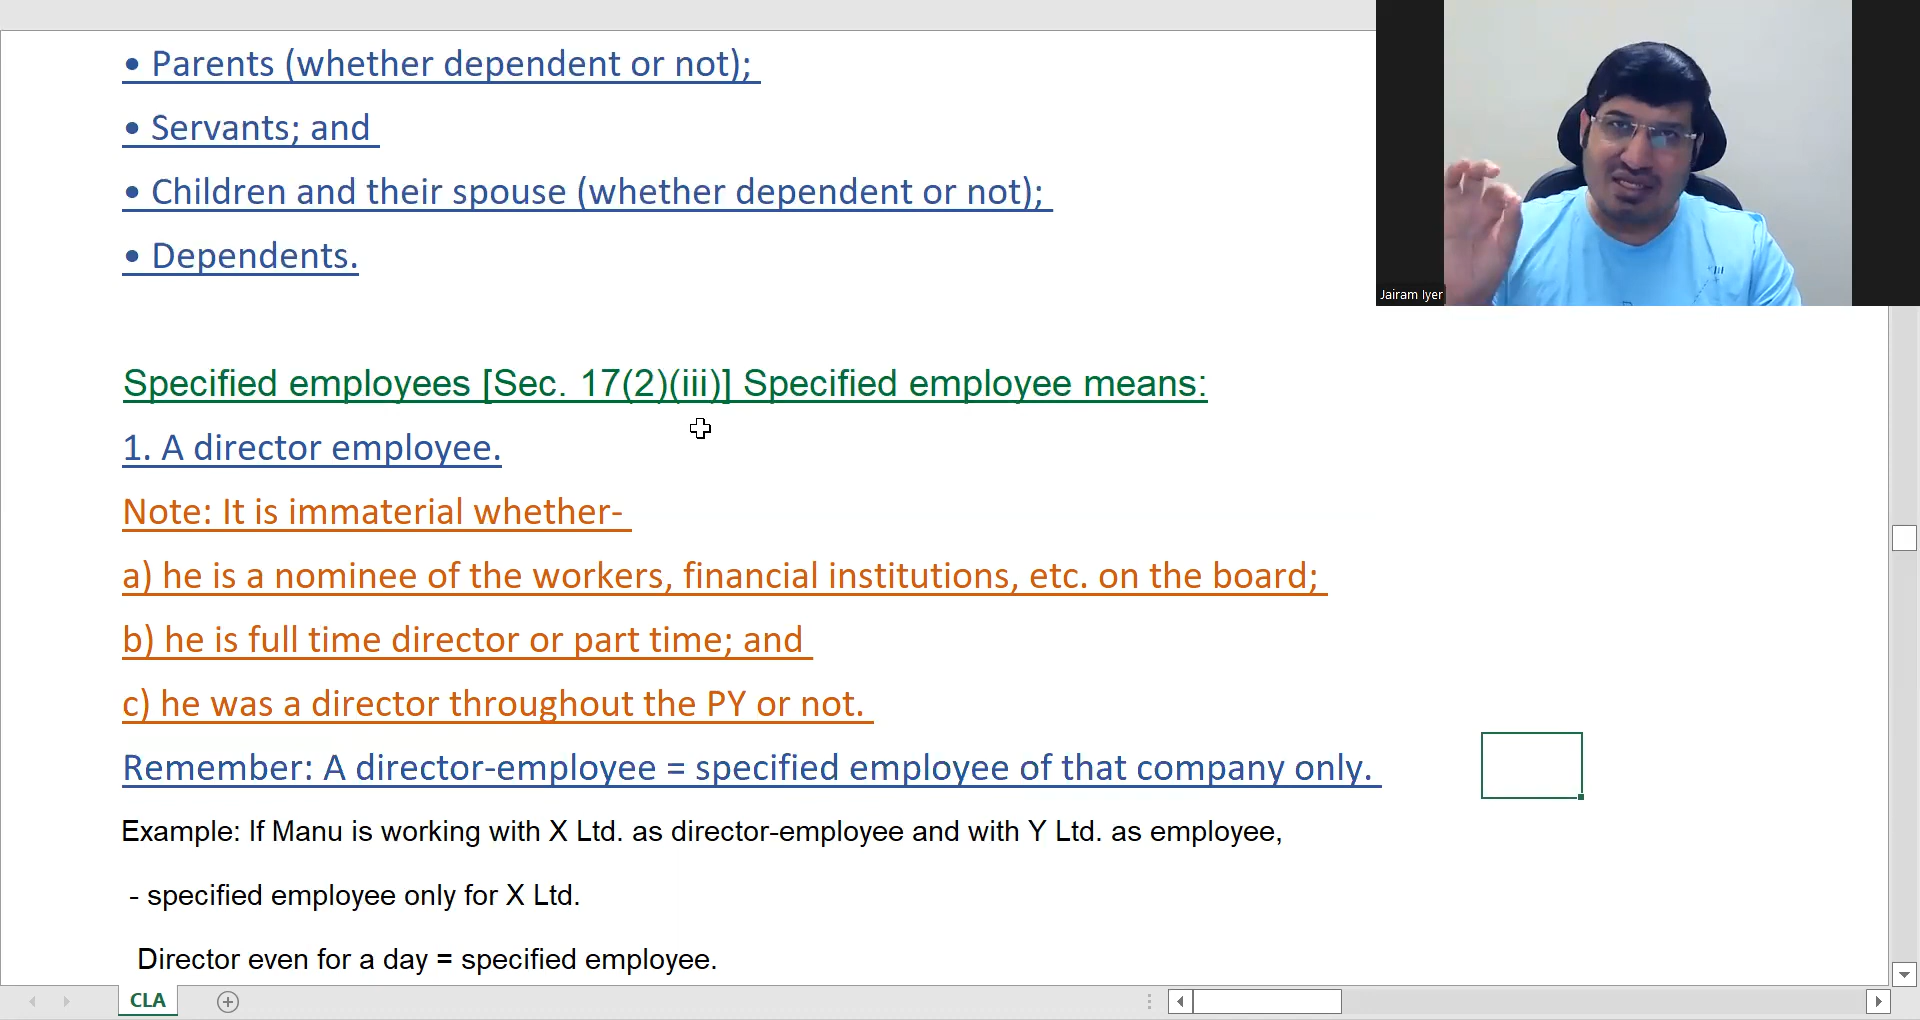 • Parents (whether dependent or not);
• Servants; and
• Children and their spouse (whether dependent or not);
• Dependents.
Jairam Iyer
Specified employees [Sec. 17(2)(iii)] Specified employee means:
1. A director employee.
Note: It is immaterial whether-
a) he is a nominee of the workers, financial institutions, etc. on the board;
b) he is full time director or part time; and
c) he was a director throughout the PY or not.
Remember: A director-employee = specified employee of that company only.
Example: If Manu is working with X Ltd. as director-employee and with Y Ltd. as employee,
- specified employee only for X Ltd.
Director even for a day = specified employee.
CLA